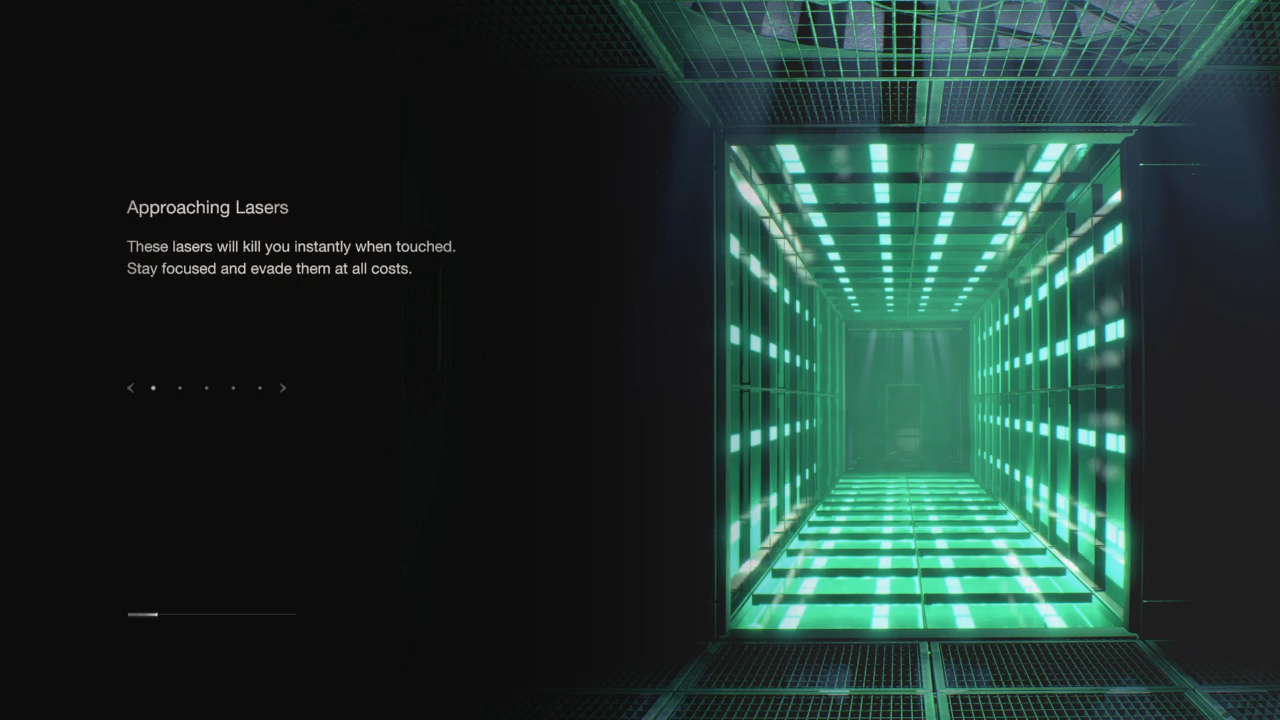 Approaching Lasers
These lasers will kill you instantly when touched.
Stay focused and evade them at all costs.